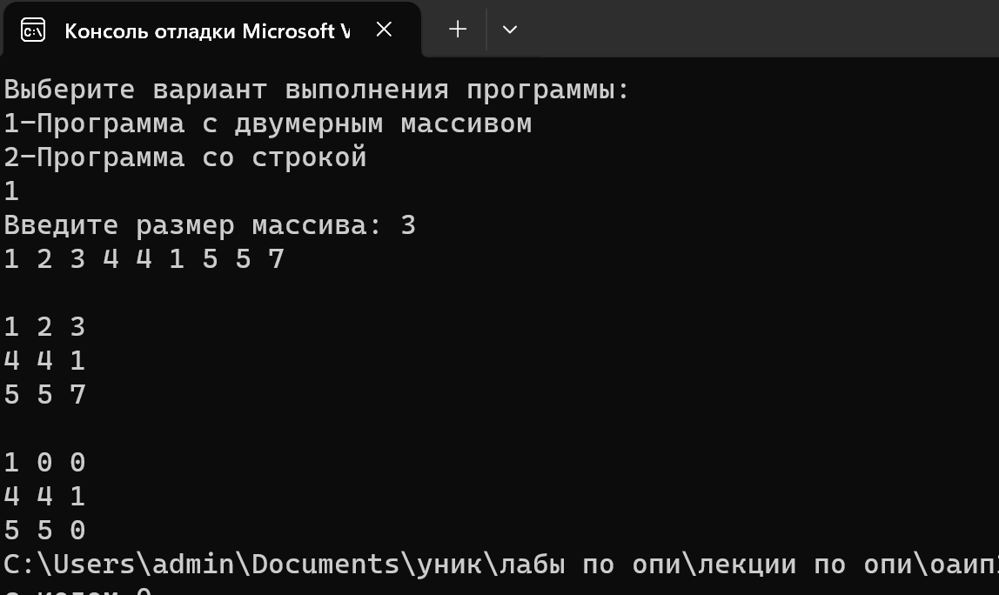 Консоль отладки Microsoft V
Выберите вариант выполнения программы:
1-Программа с двумерным массивом
2-Программа со строкой
1
Введите размер массива: 3
1 2 3 4 4 1 5 5 7
1 2 3
4 4 1
5 5 7
1 0 0
4 4 1
5 5 0
C:\Users\admin\Documents\уник\лабы по опи\лекции по опи\оаип
с кодом 0